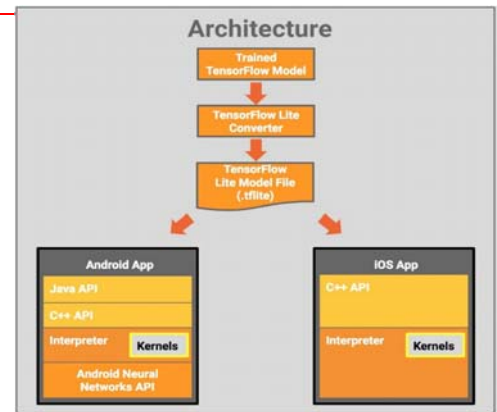 Architecture
Trained
TensorFlow Model
TensorFlow Lite
Converter
TensorFlow
Lite Model File
(.tflite)
Android App
Java API
C++ API
Interpreter
Kernels
Android Neural
Networks API
iOS App
C++ API
Interpreter
Kernels